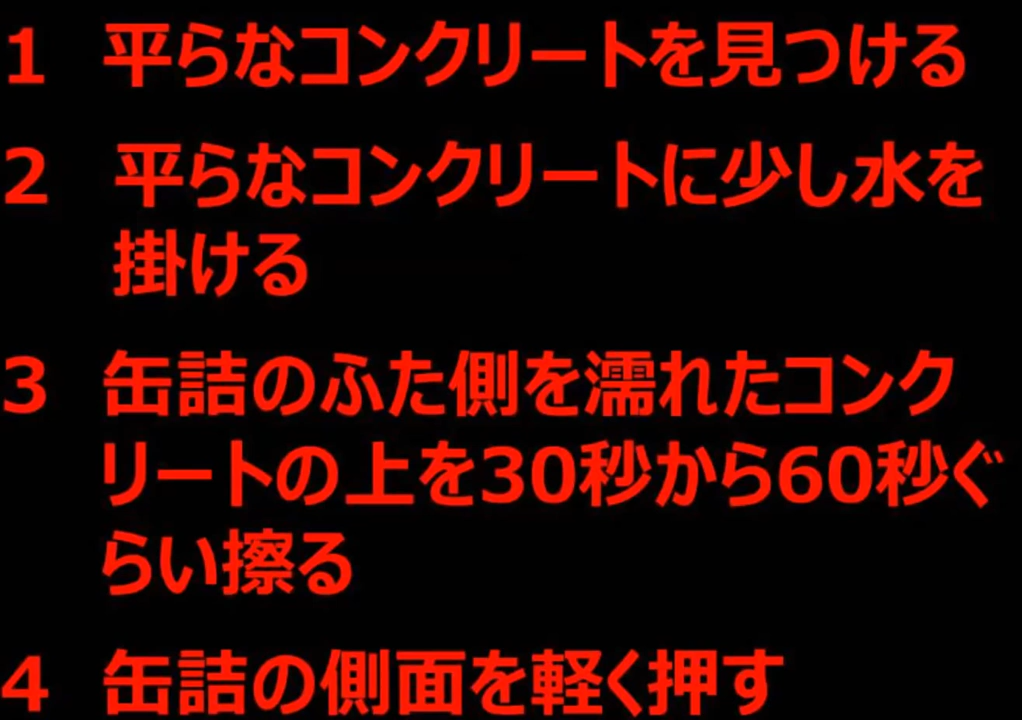 1 平らなコンクリートを見つける
2 平らなコンクリートに少し水を
掛ける
3 缶詰のふた側を濡れたコンク
リートの上を30秒から60秒ぐ
らい擦る
4 缶詰の側面を軽く押す